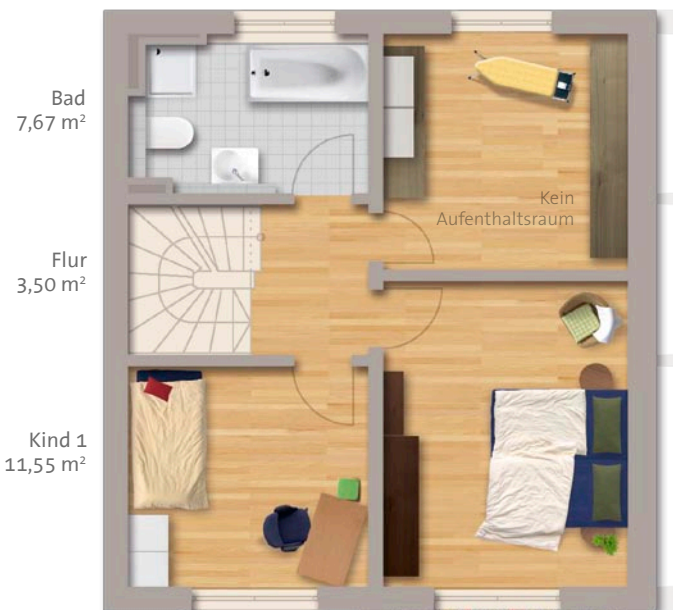 Bad
7,67 m²
Kein
Aufenthaltsraum
Flur
3,50 m²
Kind 1
11,55 m²